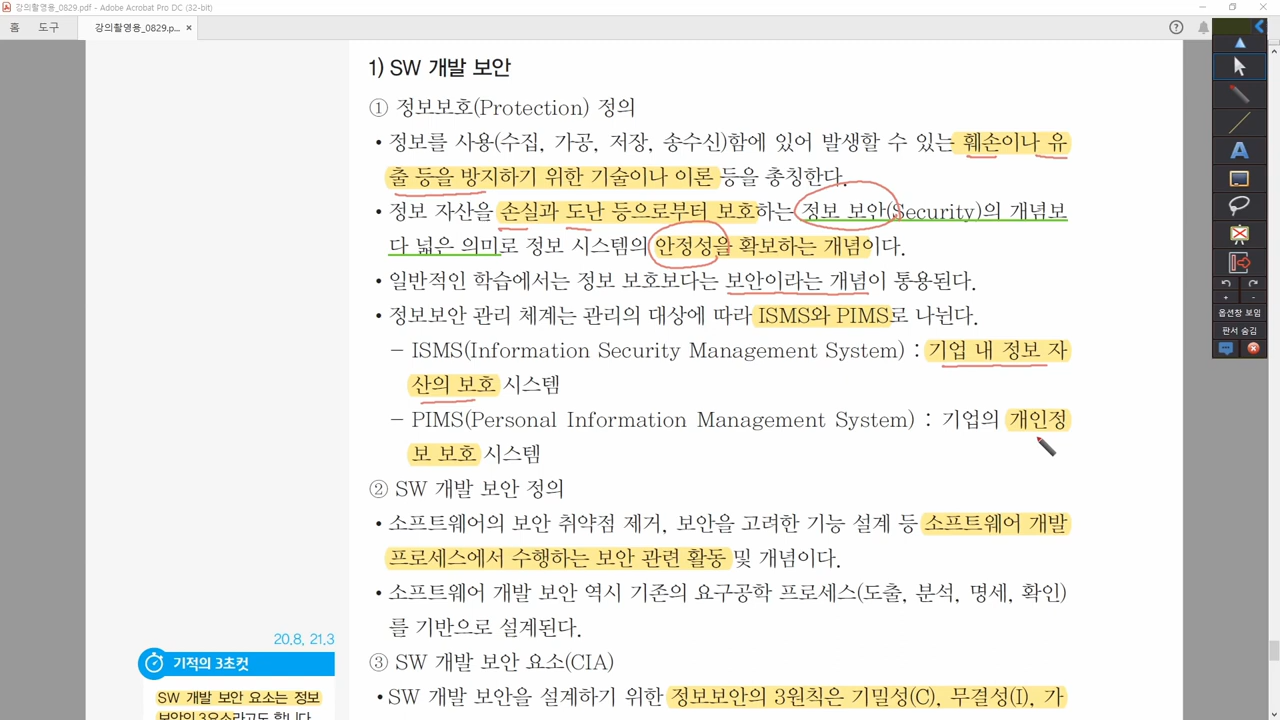 강의촬영용_0829.pdf - Adobe Acrobat Pro DC (32-bit)
홈 도구 강의촬영용_0829.p... ×
1) SW 개발 보안
① 정보보호(Protection) 정의
• 정보를 사용(수집, 가공, 저장, 송수신)함에 있어 발생할 수 있는 훼손이나 유
출 등을 방지하기 위한 기술이나 이론 등을 총칭한다.
• 정보 자산을 손실과 도난 등으로부터 보호하는 정보 보안(Security)의 개념보
다 넓은 의미로 정보 시스템의 안정성을 확보하는 개념이다.
• 일반적인 학습에서는 정보 보호보다는 보안이라는 개념이 통용된다.
• 정보보안 관리 체계는 관리의 대상에 따라 ISMS와 PIMS로 나뉜다.
– ISMS(Information Security Management System) : 기업 내 정보 자
산의 보호 시스템
– PIMS(Personal Information Management System) : 기업의 개인정
보 보호 시스템
② SW 개발 보안 정의
• 소프트웨어의 보안 취약점 제거, 보안을 고려한 기능 설계 등 소프트웨어 개발
프로세스에서 수행하는 보안 관련 활동 및 개념이다.
• 소프트웨어 개발 보안 역시 기존의 요구공학 프로세스(도출, 분석, 명세, 확인)
를 기반으로 설계된다.
③ SW 개발 보안 요소(CIA)
• SW 개발 보안을 설계하기 위한 정보보안의 3원칙은 기밀성(C), 무결성(I), 가
20.8, 21.3
기적의 3초컷
SW 개발 보안 요소는 정보
보안의 3요소라고도 합니다.
옵션창 보임
판서 숨김